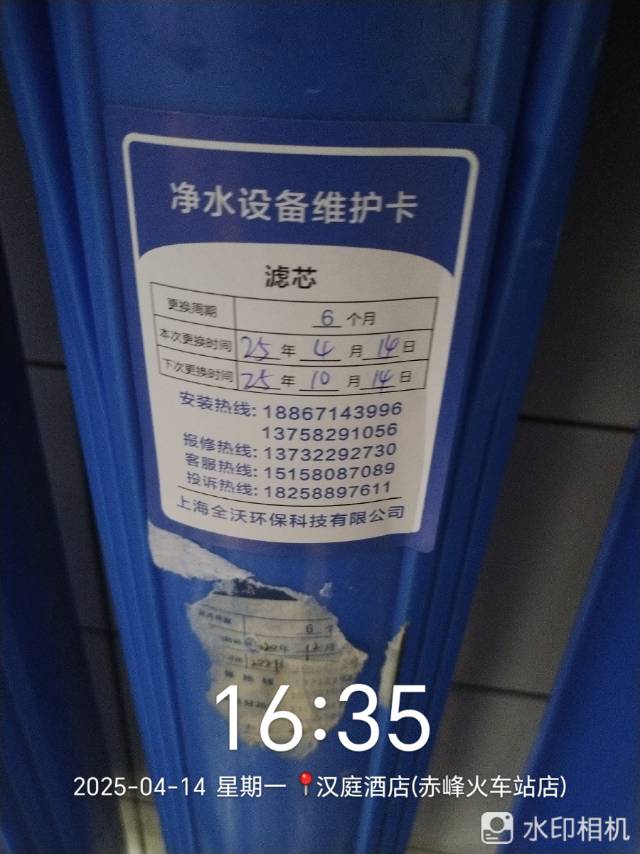 净水设备维护卡
滤芯
更换周期 6 个月
本次更换时间 25 年 4 月 14 日
下次更换时间 25 年 10 月 14 日
安装热线: 18867143996
13758291056
报修热线: 13732292730
客服热线: 15158087089
投诉热线: 18258897611
上海全沃环保科技有限公司
6
16:35
2025-04-14 星期一 汉庭酒店(赤峰火车站店)
水印相机